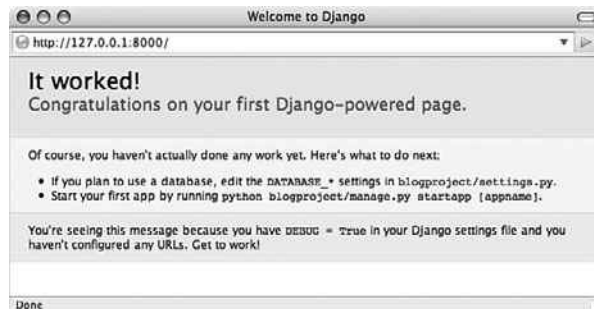 Welcome to Django
http://127.0.0.1:8000/
It worked!
Congratulations on your first Django-powered page.
Of course, you haven't actually done any work yet. Here's what to do next:
• If you plan to use a database, edit the DATABASE_* settings in blogproject/settings.py.
• Start your first app by running python blogproject/manage.py startapp [appname].
You're seeing this message because you have DEBUG = True in your Django settings file and you
haven't configured any URLs. Get to work!
Done